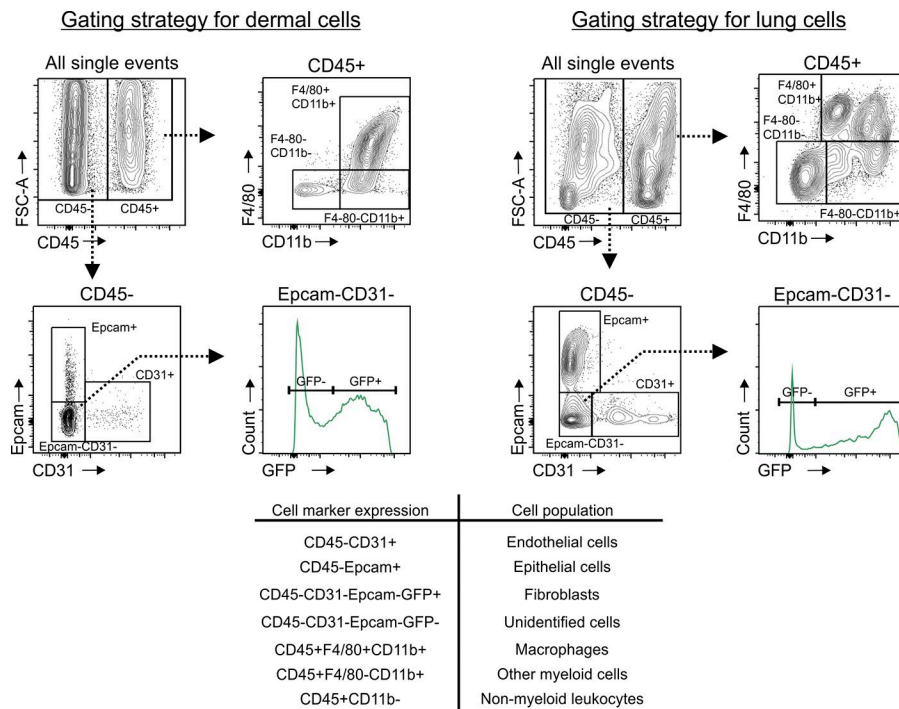 Gating strategy for dermal cells
All single events
FSC-A
CD45-
CD45+
CD45
CD45+
F4/80+
CD11b+
F4-80-
CD11b-
F4-80-CD11b+
F4/80
CD11b
CD45-
Epcam+
CD31+
Epcam-CD31-
Epcam
CD31
Epcam-CD31-
GFP-
GFP+
Count
GFP
Gating strategy for lung cells
All single events
FSC-A
CD45-
CD45+
CD45
CD45+
F4/80+
CD11b+
F4-80-
CD11b-
F4-80-CD11b+
F4/80
CD11b
CD45-
Epcam+
CD31+
Epcam-CD31-
Epcam
CD31
Epcam-CD31-
GFP-
GFP+
Count
GFP
Cell marker expression Cell population
CD45-CD31+ Endothelial cells
CD45-Epcam+ Epithelial cells
CD45-CD31-Epcam-GFP+ Fibroblasts
CD45-CD31-Epcam-GFP- Unidentified cells
CD45+F4/80+CD11b+ Macrophages
CD45+F4/80-CD11b+ Other myeloid cells
CD45+CD11b- Non-myeloid leukocytes